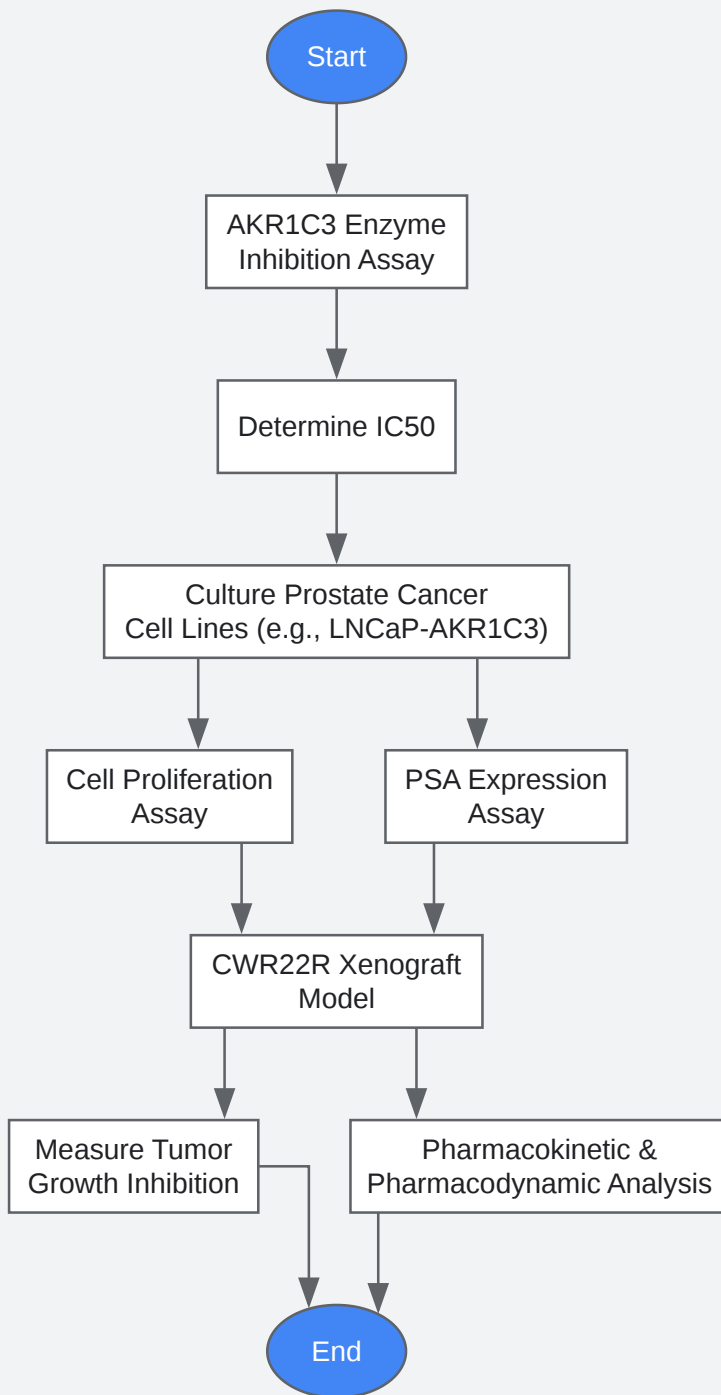 Start
AKR1C3 Enzyme
Inhibition Assay
Determine IC50
Culture Prostate Cancer
Cell Lines (e.g., LNCaP-AKR1C3)
Cell Proliferation
Assay
PSA Expression
Assay
CWR22R Xenograft
Model
Measure Tumor
Growth Inhibition
Pharmacokinetic &
Pharmacodynamic Analysis
End